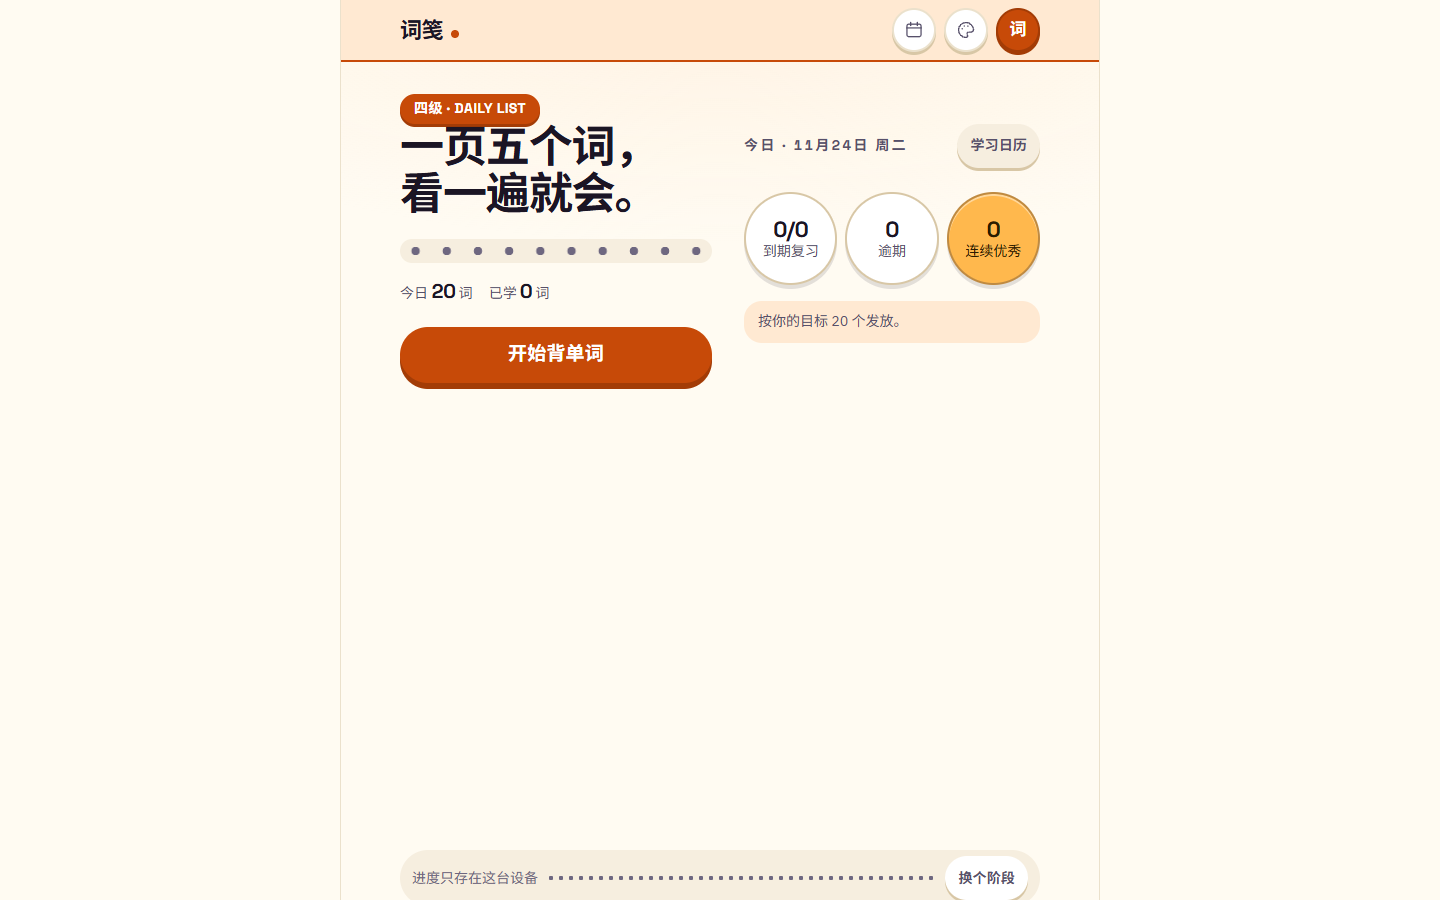 词笺
词
四级 · DAILY LIST
一页五个词，
看一遍就会。
今日 20 词 已学 0 词
开始背单词
今日 · 11月24日 周二
学习日历
0/0
到期复习
0
逾期
0
连续优秀
按你的目标 20 个发放。
进度只存在这台设备
换个阶段